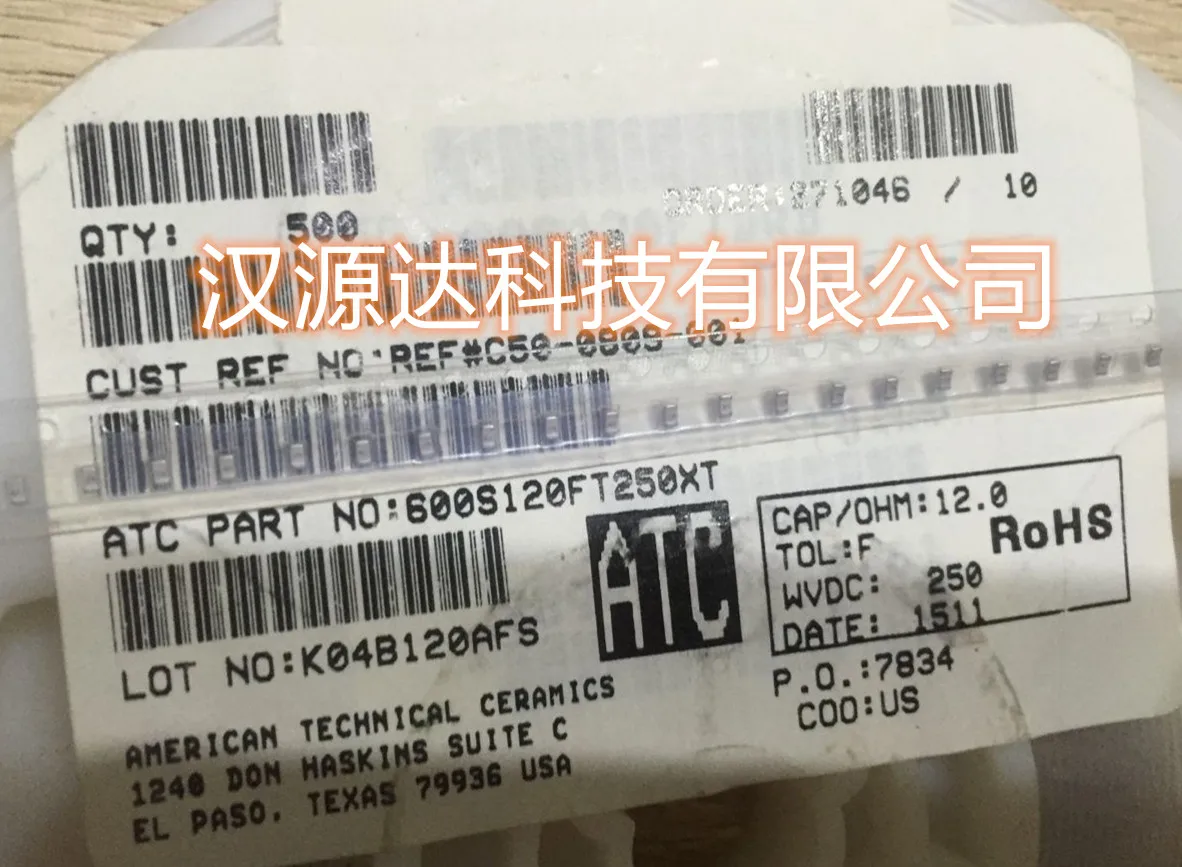 ORDER:271046 / 10
QTY: 500
汉源达科技有限公司
CUST REF NO:REF#C50-0809-601
ATC PART NO:600S120FT250XT
ATC
CAP/OHM:12.0
RoHS
TOL:F
WVDC: 250
DATE: 1511
LOT NO:K04B120AFS
P.O.:7834
COO:US
AMERICAN TECHNICAL CERAMICS
1240 DON HASKINS SUITE C
EL PASO, TEXAS 79936 USA